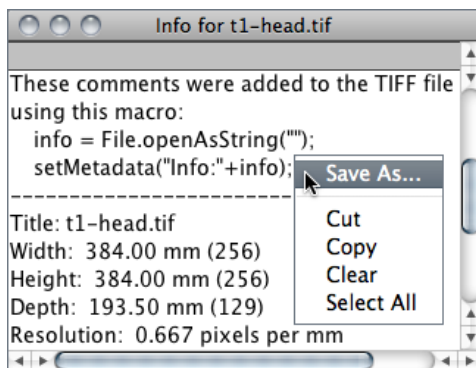 Info for t1-head.tif
These comments were added to the TIFF file
using this macro:
info = File.openAsString("");
setMetadata("Info:"+info);
Save As...
------------------------
Cut
Title: t1-head.tif
Copy
Width: 384.00 mm (256)
Clear
Height: 384.00 mm (256)
Select All
Depth: 193.50 mm (129)
Resolution: 0.667 pixels per mm